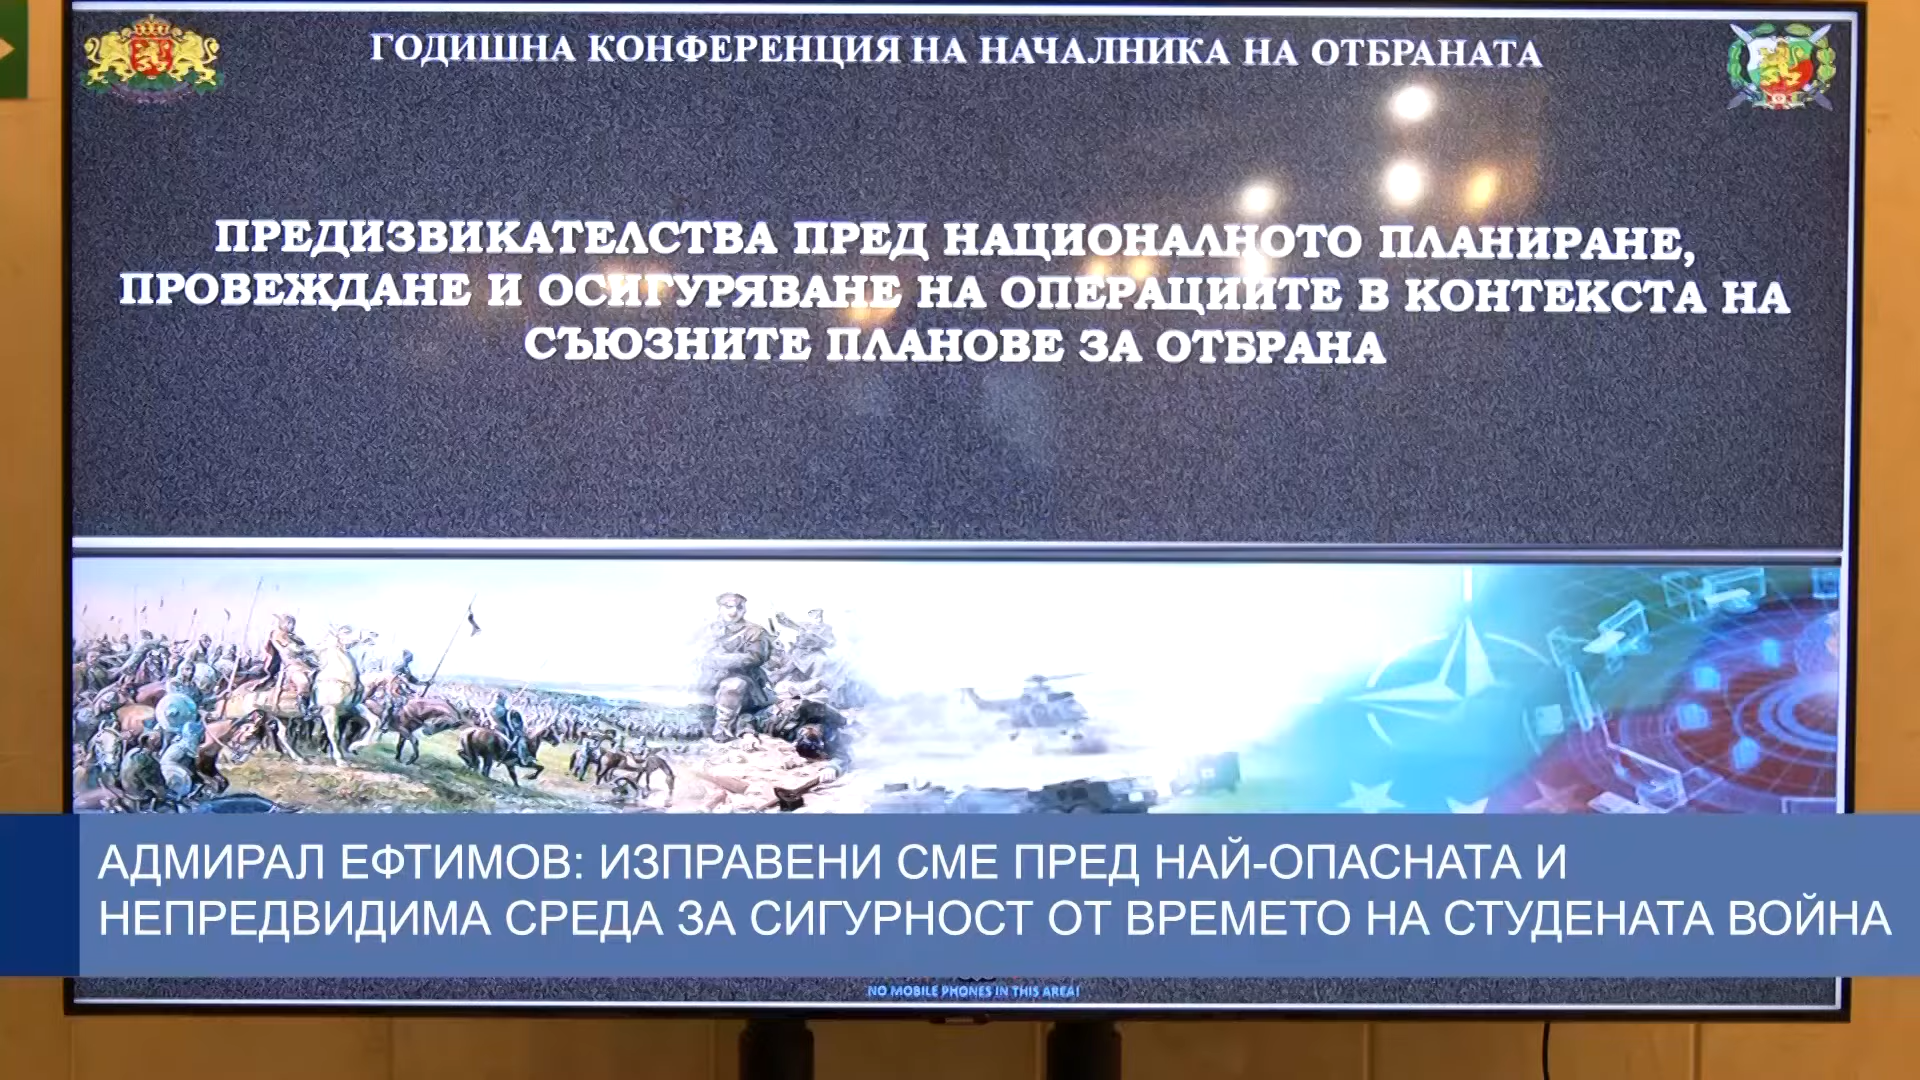 ГОДИШНА КОНФЕРЕНЦИЯ НА НАЧАЛНИКА НА ОТБРАНАТА
ПРЕДИЗВИКАТЕЛСТВА ПРЕД НАЦИОНАЛНОТО ПЛАНИРАНЕ,
ПРОВЕЖДАНЕ И ОСИГУРЯВАНЕ НА ОПЕРАЦИИТЕ В КОНТЕКСТА НА
СЪЮЗНИТЕ ПЛАНОВЕ ЗА ОТБРАНА
АДМИРАЛ ЕФТИМОВ: ИЗПРАВЕНИ СМЕ ПРЕД НАЙ-ОПАСНАТА И
НЕПРЕДВИДИМА СРЕДА ЗА СИГУРНОСТ ОТ ВРЕМЕТО НА СТУДЕНАТА ВОЙНА
NO MOBILE PHONES IN THIS AREA!